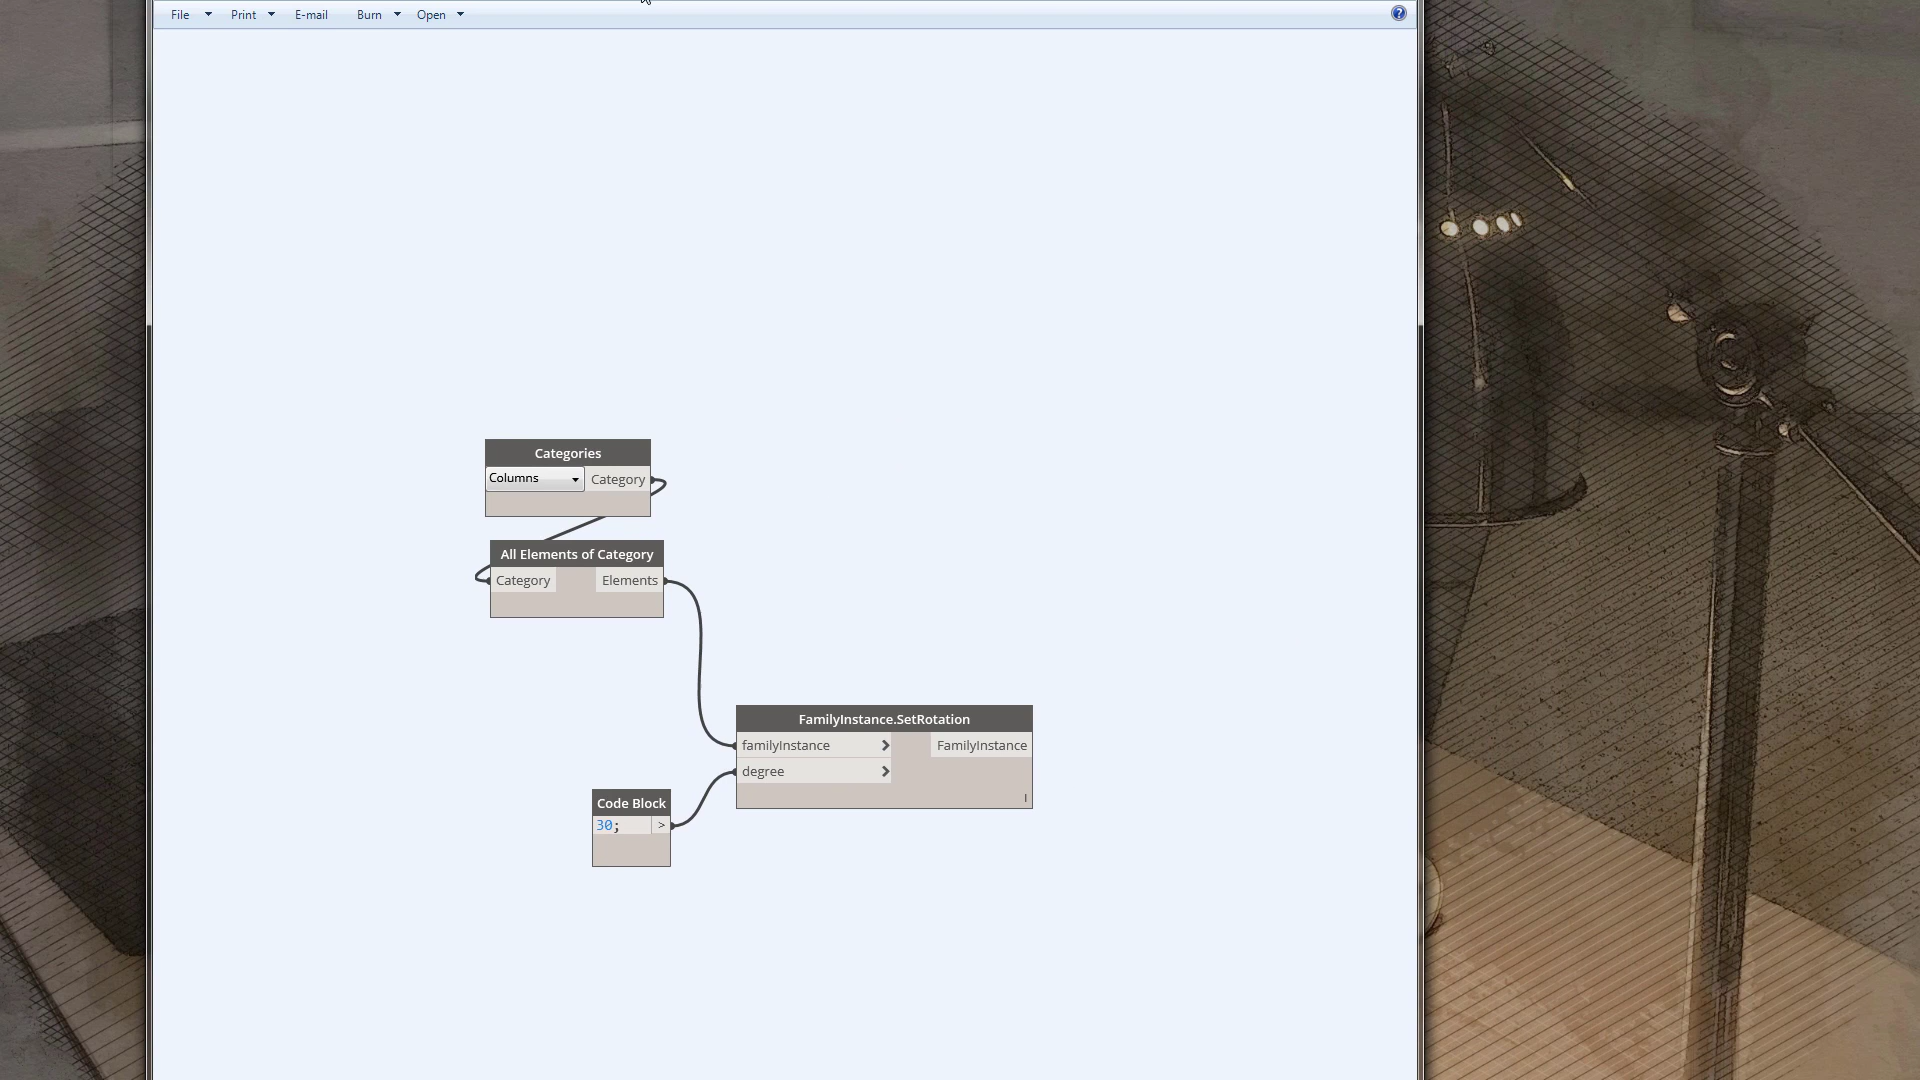 File Print E-mail Burn Open
Categories
Columns Category
All Elements of Category
Category Elements
FamilyInstance.SetRotation
familyInstance > FamilyInstance
degree >
Code Block
30; >